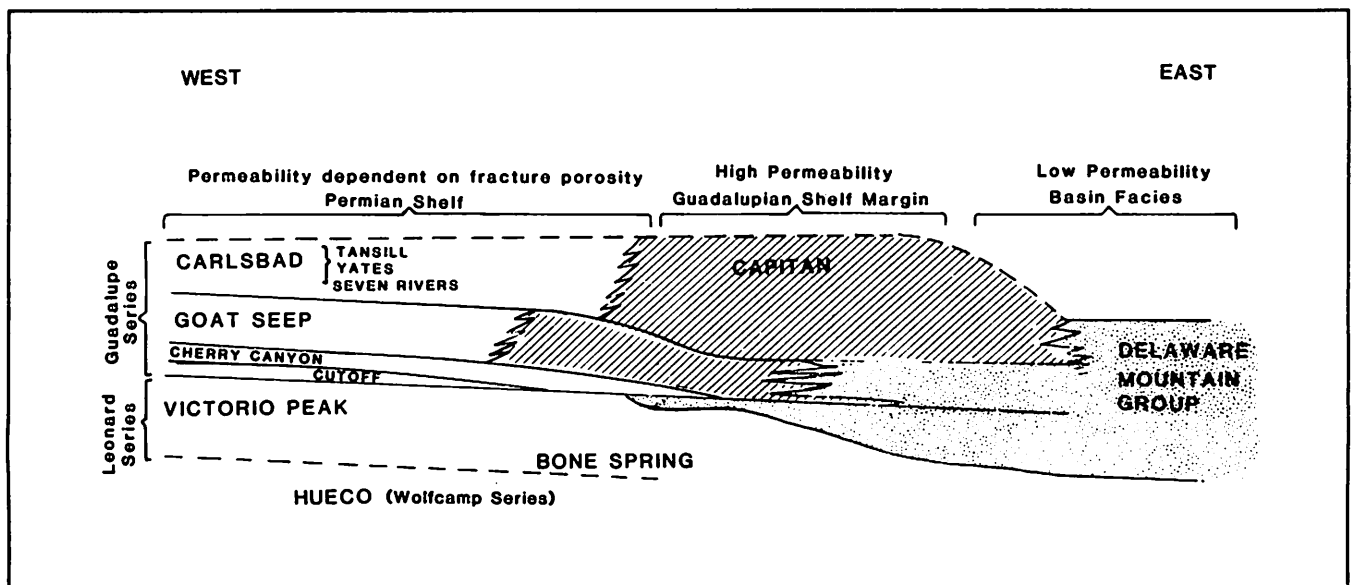 WEST
EAST
Permeability dependent on fracture porosity
Permian Shelf
High Permeability
Guadalupian Shelf Margin
Low Permeability
Basin Facies
Guadalupe
Series
CARLSBAD
TANSILL
YATES
SEVEN RIVERS
CAPITAN
GOAT SEEP
CHERRY CANYON
CUTOFF
DELAWARE
MOUNTAIN
GROUP
Leonard
Series
VICTORIO PEAK
BONE SPRING
HUECO (Wolfcamp Series)